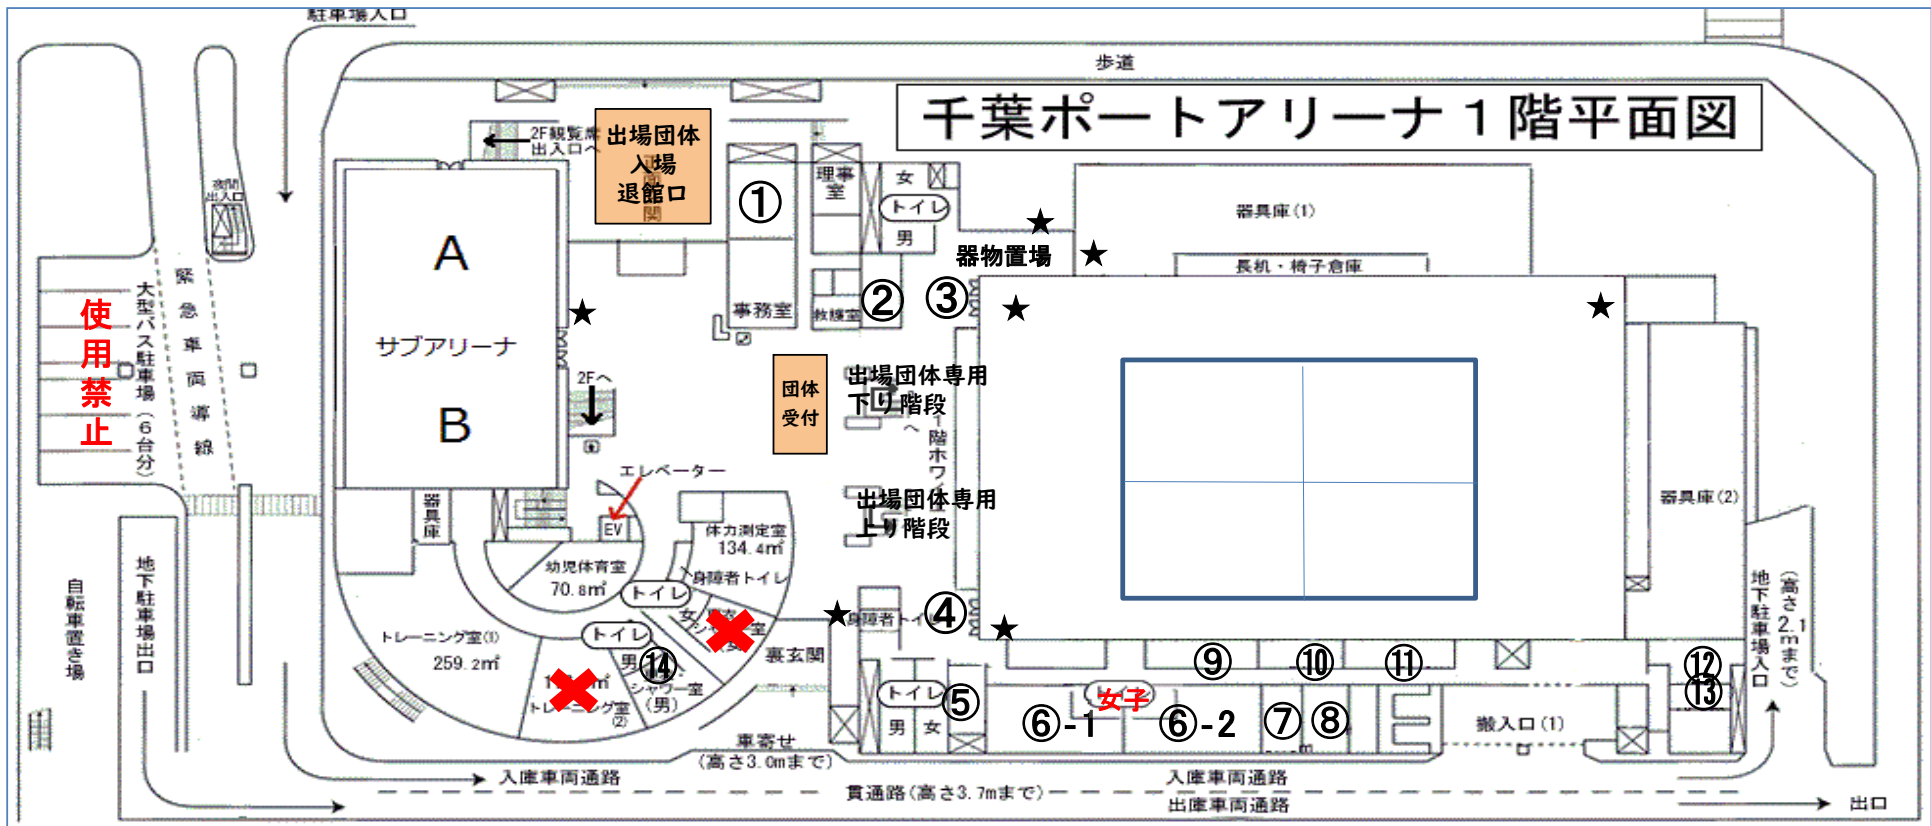 駐車場入口
歩道
千葉ポートアリーナ１階平面図
2F観覧席
出入口へ
出場団体
入場
退館口
関
①
理事
室
女
トイレ
男
夜間
出入口
器具庫(1)
★
器物置場
★
長机・椅子倉庫
緊急車両導線
大型バス駐車場(6台分)
使用禁止
A
サブアリーナ
B
★
事務室
救護室
②
③
★
★
2Fへ
団体
受付
出場団体専用
下り階段
1階ホワイエ
出場団体専用
上り階段
エレベーター
EV
器具庫
体力測定室
134.4㎡
幼児体育室
70.8㎡
身障者トイレ
トイレ
トイレ
女
室
トレーニング室(1)
259.2㎡
トレーニング室
(2)
男
⑭
シャワー室
(男)
裏玄関
★
身障者トイレ
④
★
器具庫(2)
自転車置き場
地下駐車場出口
地下駐車場入口
(高さ2.1mまで)
⑨
⑩
⑪
⑫
⑬
トイレ
男
女
⑤
女子
⑥-1
⑥-2
⑦
⑧
搬入口(1)
車寄せ
(高さ3.0mまで)
入庫車両通路
入庫車両通路
貫通路(高さ3.7mまで)
出庫車両通路
出口